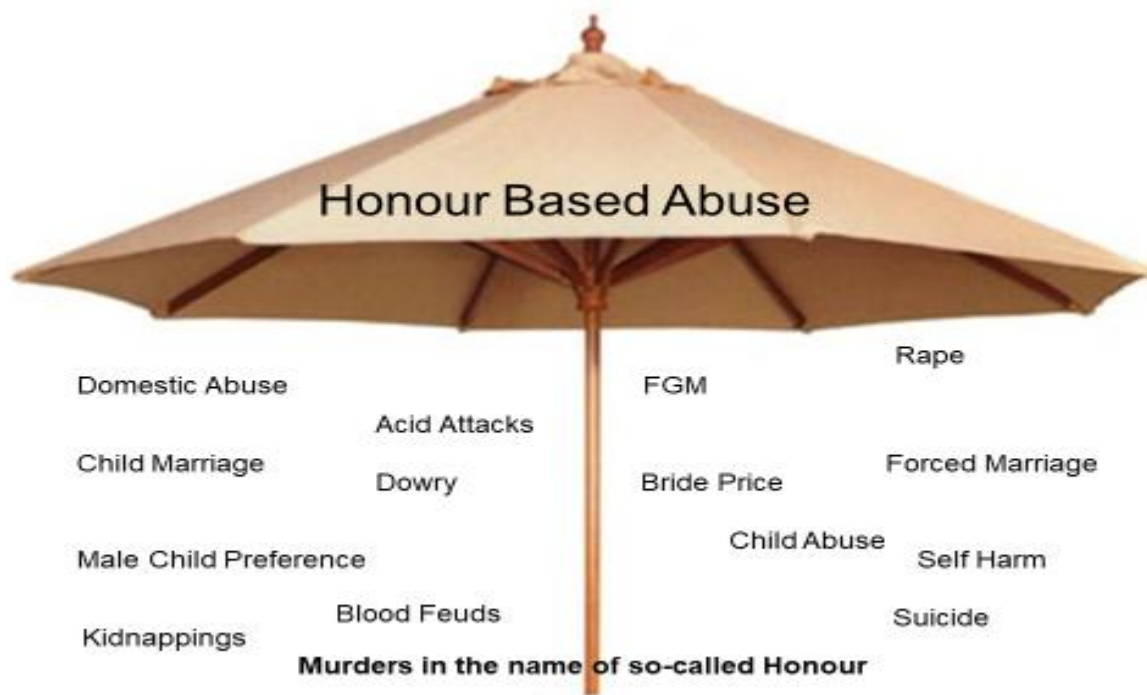 Honour Based Abuse
Rape
Domestic Abuse
FGM
Acid Attacks
Child Marriage
Forced Marriage
Dowry
Bride Price
Child Abuse
Male Child Preference
Self Harm
Blood Feuds
Suicide
Kidnappings
Murders in the name of so-called Honour